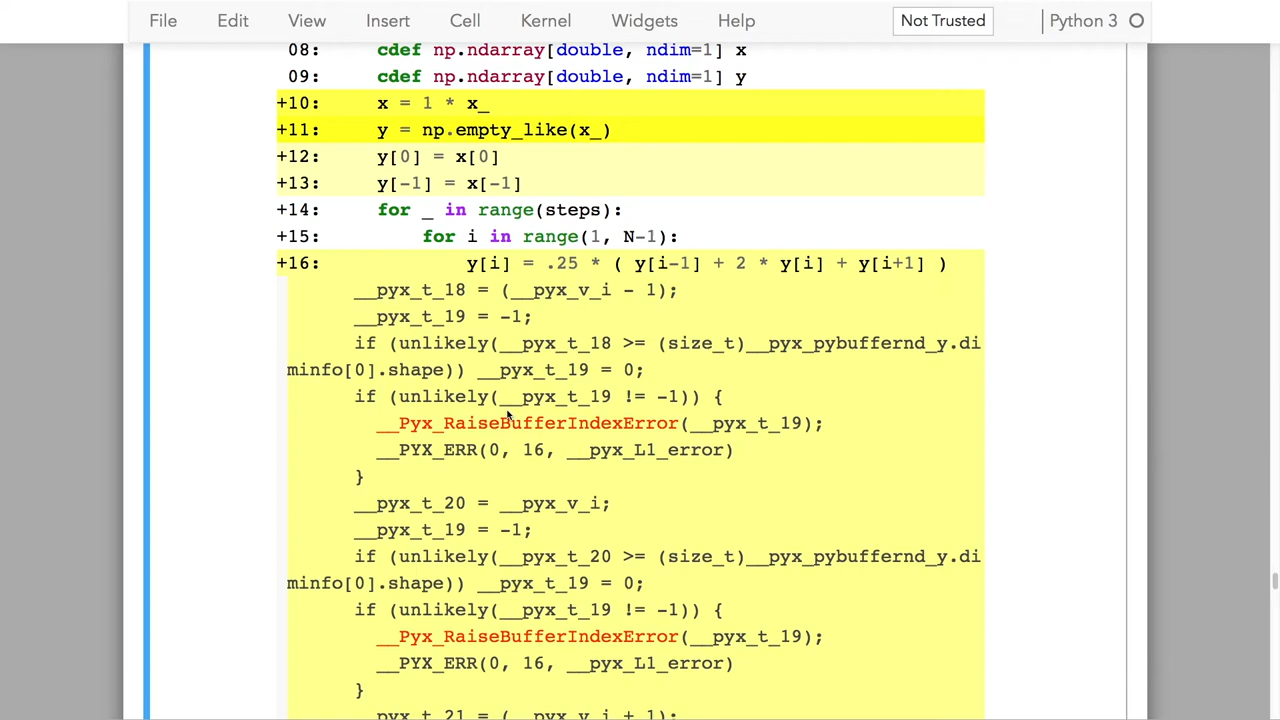 File Edit View Insert Cell Kernel Widgets Help Not Trusted Python 3
08: cdef np.ndarray[double, ndim=1] x
09: cdef np.ndarray[double, ndim=1] y
+10: x = 1 * x_
+11: y = np.empty_like(x_)
+12: y[0] = x[0]
+13: y[-1] = x[-1]
+14: for _ in range(steps):
+15: for i in range(1, N-1):
+16: y[i] = .25 * ( y[i-1] + 2 * y[i] + y[i+1] )
__pyx_t_18 = (__pyx_v_i - 1);
__pyx_t_19 = -1;
if (unlikely(__pyx_t_18 >= (size_t)__pyx_pybuffernd_y.di
minfo[0].shape)) __pyx_t_19 = 0;
if (unlikely(__pyx_t_19 != -1)) {
__Pyx_RaiseBufferIndexError(__pyx_t_19);
__PYX_ERR(0, 16, __pyx_L1_error)
}
__pyx_t_20 = __pyx_v_i;
__pyx_t_19 = -1;
if (unlikely(__pyx_t_20 >= (size_t)__pyx_pybuffernd_y.di
minfo[0].shape)) __pyx_t_19 = 0;
if (unlikely(__pyx_t_19 != -1)) {
__Pyx_RaiseBufferIndexError(__pyx_t_19);
__PYX_ERR(0, 16, __pyx_L1_error)
}
__pyx_t_21 = (__pyx_v_i + 1);